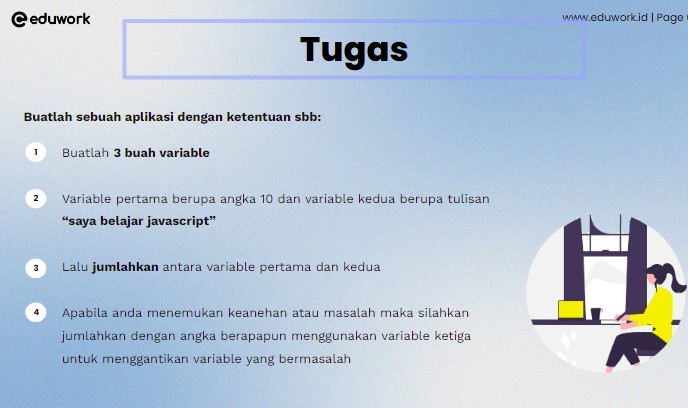 eduwork
www.eduwork.id | Page
Tugas
Buatlah sebuah aplikasi dengan ketentuan sbb:
1 Buatlah 3 buah variable
2 Variable pertama berupa angka 10 dan variable kedua berupa tulisan
“saya belajar javascript”
3 Lalu jumlahkan antara variable pertama dan kedua
4 Apabila anda menemukan keanehan atau masalah maka silahkan
jumlahkan dengan angka berapapun menggunakan variable ketiga
untuk menggantikan variable yang bermasalah